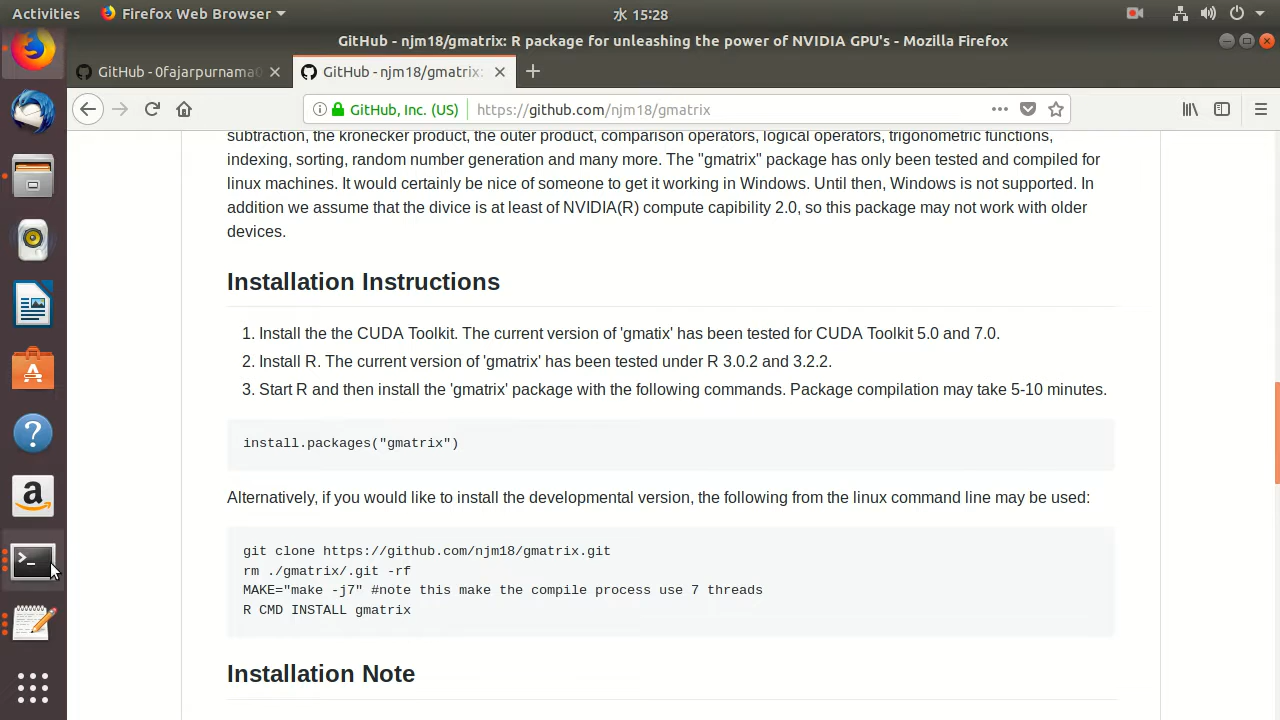 Activities
Firefox Web Browser
水 15:28
GitHub - njm18/gmatrix: R package for unleashing the power of NVIDIA GPU's - Mozilla Firefox
GitHub - 0fajarpurnama0
GitHub - njm18/gmatrix:
GitHub, Inc. (US)
https://github.com/njm18/gmatrix
subtraction, the kronecker product, the outer product, comparison operators, logical operators, trigonometric functions,
indexing, sorting, random number generation and many more. The "gmatrix" package has only been tested and compiled for
linux machines. It would certainly be nice of someone to get it working in Windows. Until then, Windows is not supported. In
addition we assume that the divice is at least of NVIDIA(R) compute capibility 2.0, so this package may not work with older
devices.
Installation Instructions
1. Install the the CUDA Toolkit. The current version of 'gmatix' has been tested for CUDA Toolkit 5.0 and 7.0.
2. Install R. The current version of 'gmatrix' has been tested under R 3.0.2 and 3.2.2.
3. Start R and then install the 'gmatrix' package with the following commands. Package compilation may take 5-10 minutes.
install.packages("gmatrix")
Alternatively, if you would like to install the developmental version, the following from the linux command line may be used:
git clone https://github.com/njm18/gmatrix.git
rm ./gmatrix/.git -rf
MAKE="make -j7" #note this make the compile process use 7 threads
R CMD INSTALL gmatrix
Installation Note